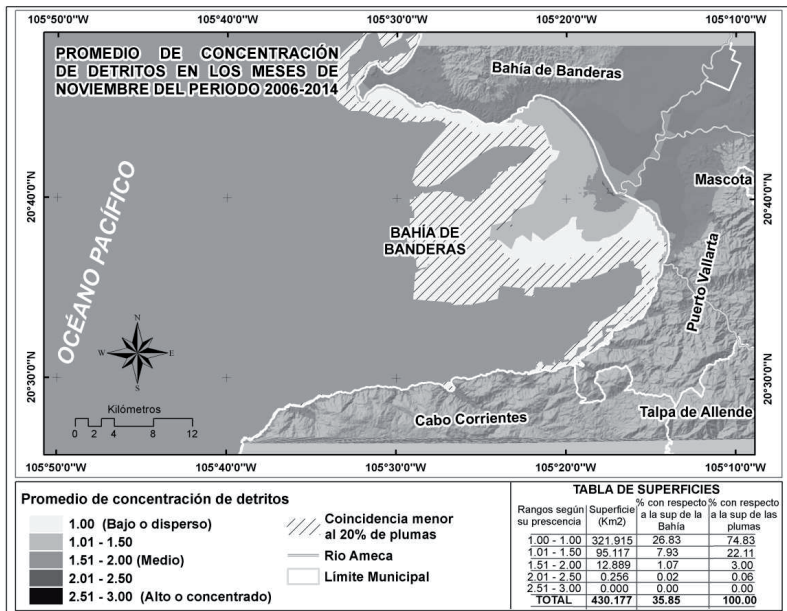 105°50'0"W 105°40'0"W 105°30'0"W 105°20'0"W 105°10'0"W
PROMEDIO DE CONCENTRACIÓN
DE DETRITOS EN LOS MESES DE
NOVIEMBRE DEL PERIODO 2006-2014
Bahía de Banderas
20°40'0"N
20°40'0"N
Mascota
OCÉANO PACÍFICO
BAHÍA DE
BANDERAS
Puerto Vallarta
N
W E
S
20°30'0"N
20°30'0"N
Kilómetros
0 2 4 8 12
Cabo Corrientes
Talpa de Allende
105°50'0"W 105°40'0"W 105°30'0"W 105°20'0"W 105°10'0"W
Promedio de concentración de detritos
1.00 (Bajo o disperso)
1.01 - 1.50
1.51 - 2.00 (Medio)
2.01 - 2.50
2.51 - 3.00 (Alto o concentrado)
Coincidencia menor
al 20% de plumas
Rio Ameca
Límite Municipal
TABLA DE SUPERFICIES
Rangos según su prescencia Superficie (Km2) % con respecto a la sup de la Bahía % con respecto a la sup de las plumas
1.00 - 1.00 321.915 26.83 74.83
1.01 - 1.50 95.117 7.93 22.11
1.51 - 2.00 12.889 1.07 3.00
2.01 - 2.50 0.256 0.02 0.06
2.51 - 3.00 0.000 0.00 0.00
TOTAL 430.177 35.85 100.00